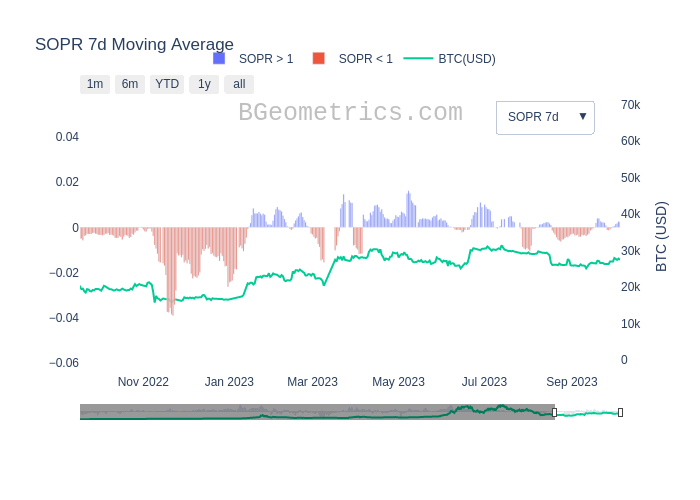 SOPR 7d Moving Average
SOPR > 1 SOPR < 1 BTC(USD)
1m 6m YTD 1y all
BGeometrics.com
SOPR 7d ▼
0.04
0.02
0
−0.02
−0.04
−0.06
70k
60k
50k
40k
30k
20k
10k
0
BTC (USD)
Nov 2022 Jan 2023 Mar 2023 May 2023 Jul 2023 Sep 2023